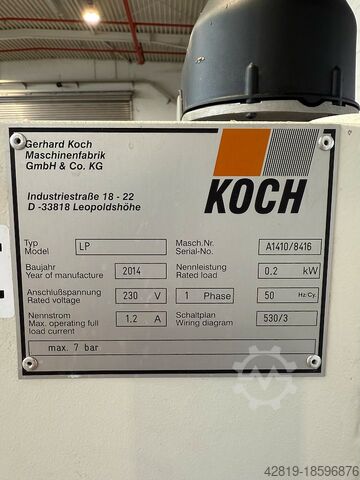 Gerhard Koch
Maschinenfabrik
GmbH & Co. KG
Industriestraße 18 - 22
D -33818 Leopoldshöhe
KOCH
Typ
Model
LP
Masch.Nr.
Serial-No.
A1410/8416
Baujahr
Year of manufacture
2014
Nennleistung
Rated load
0.2 kW
Anschlußspannung
Rated voltage
230 V
1 Phase
50 Hz/Cy.
Nennstrom
Max. operating full
load current
1.2 A
Schaltplan
Wiring diagram
530/3
max. 7 bar
42819-18596876